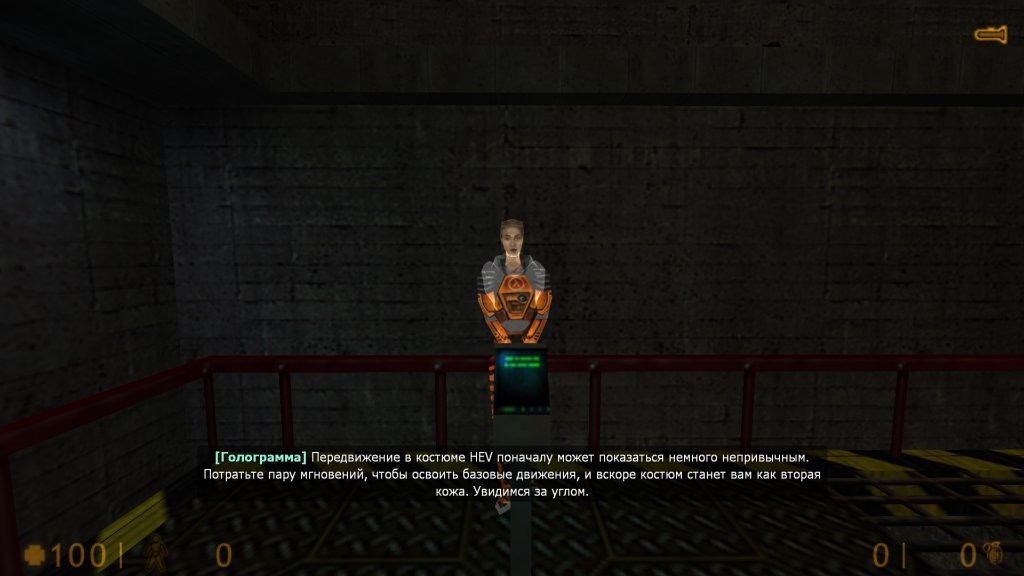 [Голограмма] Передвижение в костюме HEV поначалу может показаться немного непривычным.
Потратьте пару мгновений, чтобы освоить базовые движения, и вскоре костюм станет вам как вторая
кожа. Увидимся за углом.
100 | 0 0 | 0